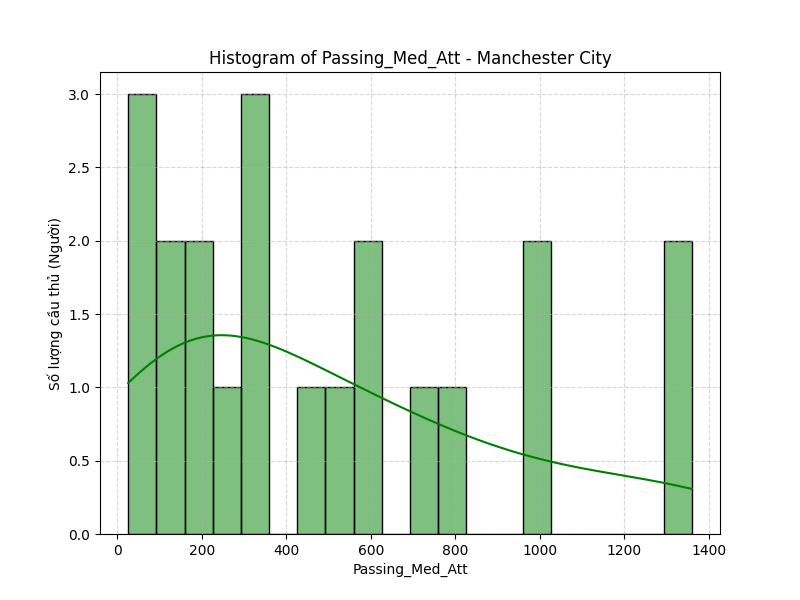 Histogram of Passing_Med_Att - Manchester City
Số lượng cầu thủ (Người)
3.0
2.5
2.0
1.5
1.0
0.5
0.0
0 200 400 600 800 1000 1200 1400
Passing_Med_Att